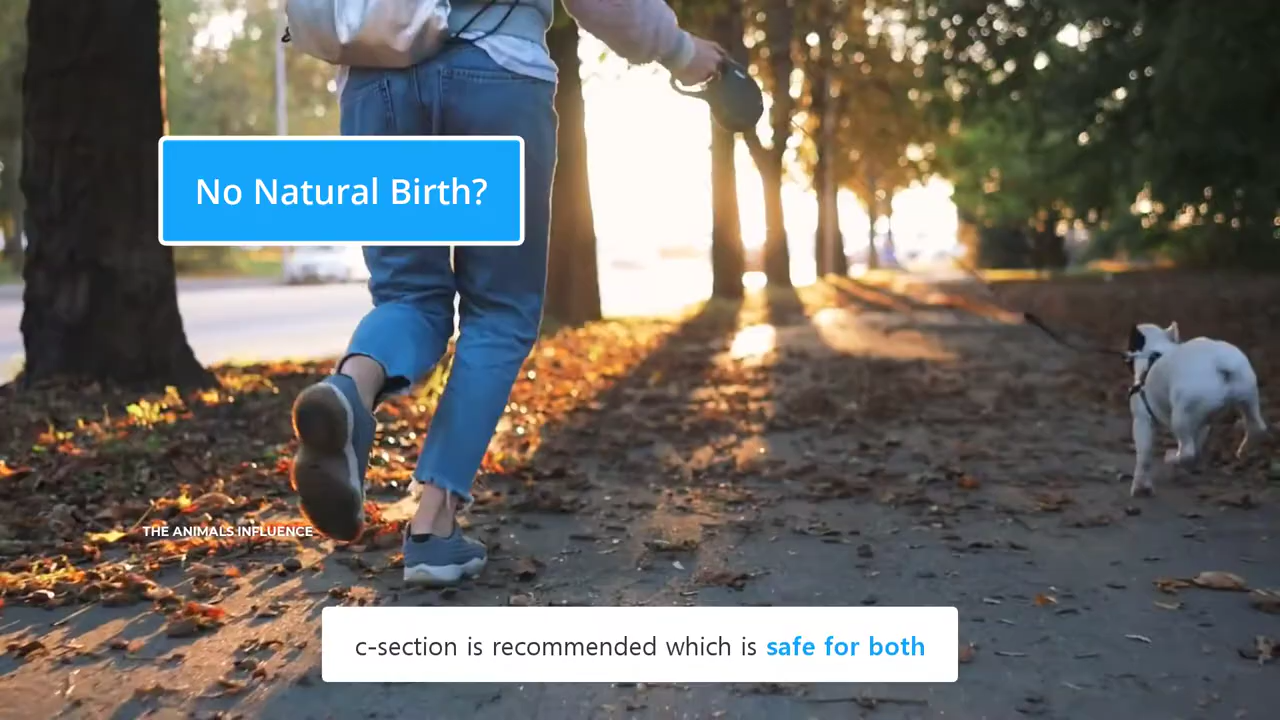 No Natural Birth?
THE ANIMALS INFLUENCE
c-section is recommended which is safe for both